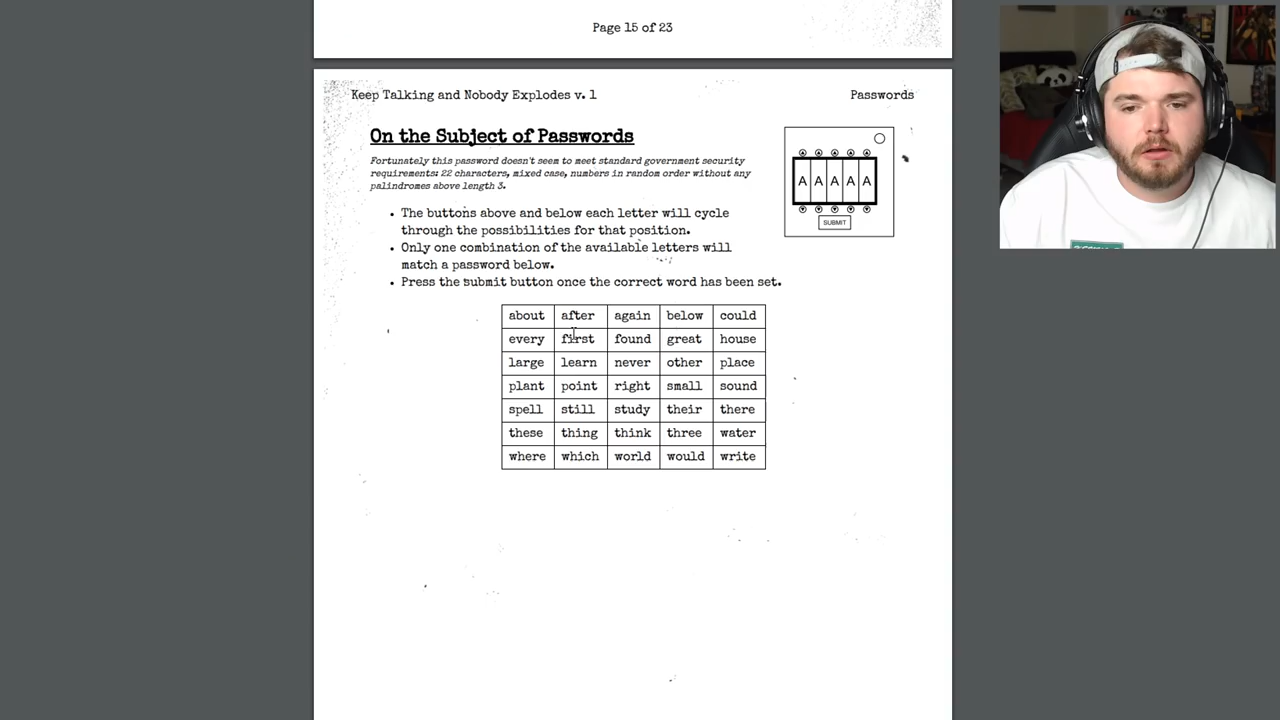 Page 15 of 23
Keep Talking and Nobody Explodes v. 1
Passwords
On the Subject of Passwords
Fortunately this password doesn't seem to meet standard government security
requirements: 22 characters, mixed case, numbers in random order without any
palindromes above length 3.
• The buttons above and below each letter will cycle
through the possibilities for that position.
• Only one combination of the available letters will
match a password below.
• Press the submit button once the correct word has been set.
A A A A A
SUBMIT
about after again below could
every first found great house
large learn never other place
plant point right small sound
spell still study their there
these thing think three water
where which world would write